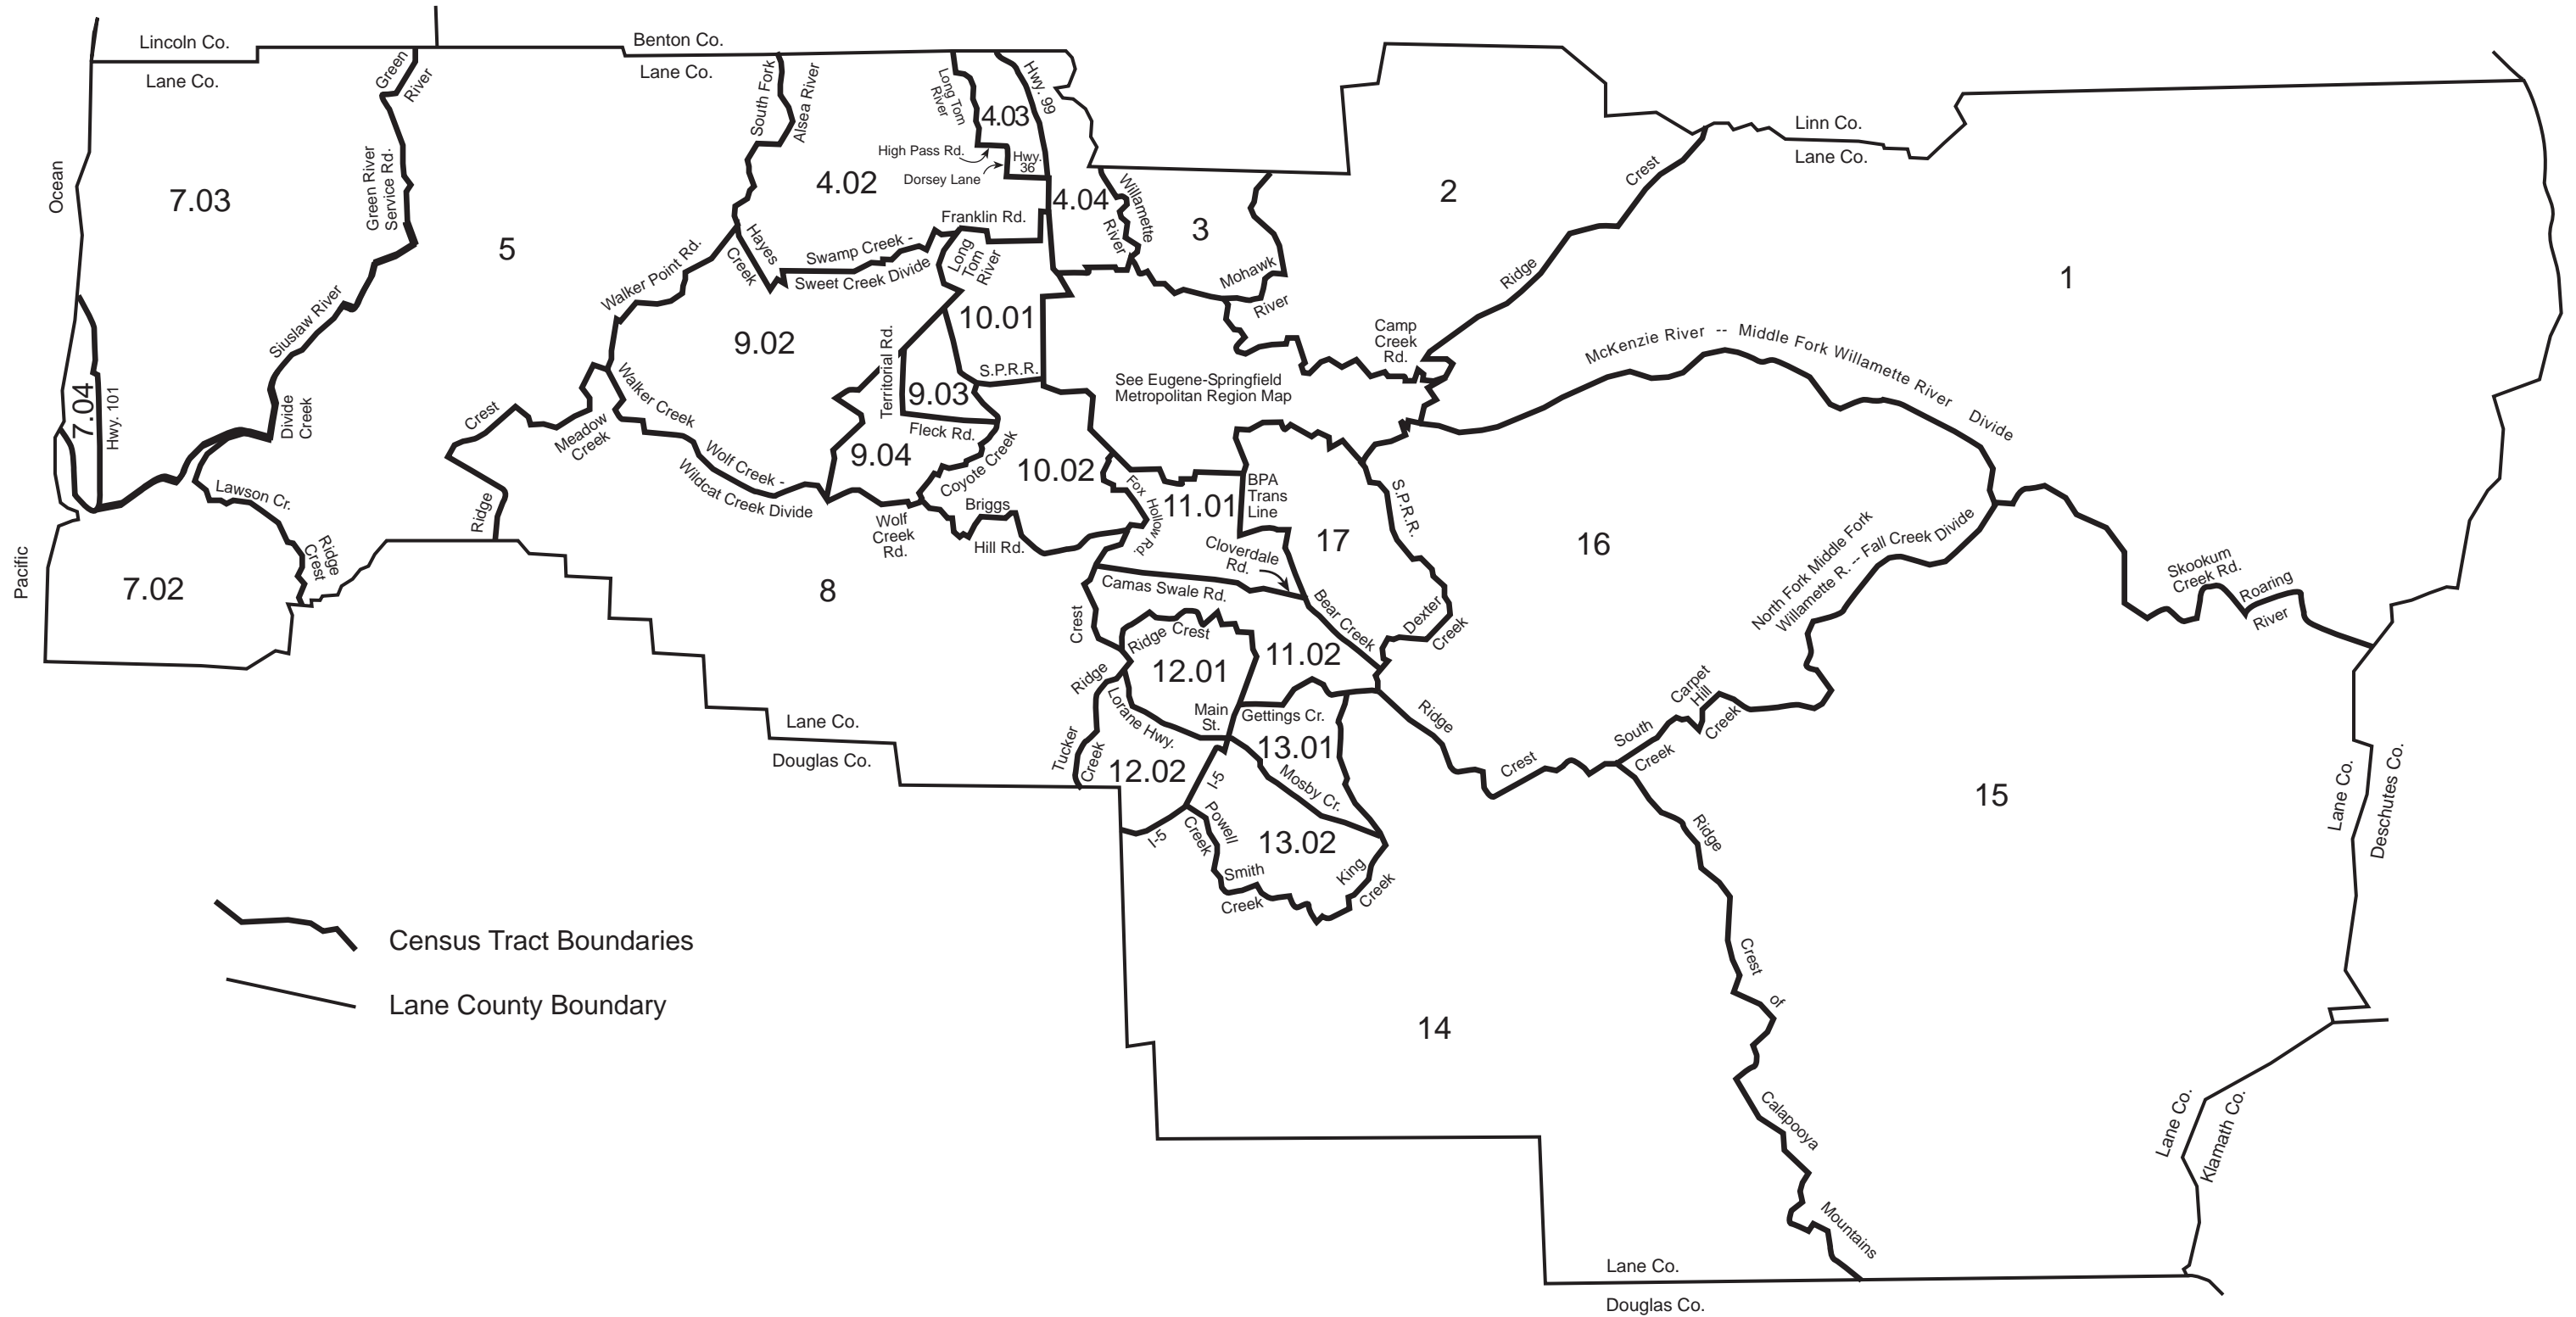 Lincoln Co.
Lane Co.
Benton Co.
Lane Co.
Linn Co.
Lane Co.
Green
River
South Fork
Alsea River
Long Tom
River
4.03
Hwy. 99
High Pass Rd.
Hwy.
36
Dorsey Lane
Ocean
7.03
Green River
Service Rd.
5
4.02
4.04
Willamette
River
3
2
Crest
Ridge
1
Franklin Rd.
Hayes
Creek
Swamp Creek -
Sweet Creek Divide
Long
Tom
River
Mohawk
River
Walker Point Rd.
Siuslaw River
9.02
10.01
Territorial Rd.
S.P.R.R.
Camp
Creek
Rd.
McKenzie River -- Middle Fork Willamette River Divide
See Eugene-Springfield
Metropolitan Region Map
7.04
Hwy. 101
Divide
Creek
Crest
Meadow
Creek
Walker Creek
9.03
Fleck Rd.
Wolf Creek -
Wildcat Creek Divide
9.04
Coyote Creek
10.02
Fox Hollow Rd.
11.01
BPA
Trans
Line
S.P.R.R.
17
16
Lawson Cr.
Ridge
Wolf
Creek
Rd.
Briggs
Hill Rd.
Cloverdale
Rd.
North Fork Middle Fork
Willamette R. -- Fall Creek Divide
Skookum
Creek Rd.
Roaring
River
Pacific
7.02
Ridge
Crest
8
Camas Swale Rd.
Bear Creek
Dexter
Creek
Crest
Ridge Crest
12.01
11.02
Ridge
Lorane Hwy.
Main
St.
Gettings Cr.
Ridge
Crest
South
Creek
Carpet
Hill
Creek
Lane Co.
Douglas Co.
Tucker
Creek
12.02
I-5
13.01
Mosby Cr.
15
Lane Co.
Deschutes Co.
I-5
Powell
Creek
13.02
Smith
Creek
King
Creek
Ridge
Crest
of
Calapooya
Mountains
Census Tract Boundaries
Lane County Boundary
14
Lane Co.
Klamath Co.
Lane Co.
Douglas Co.